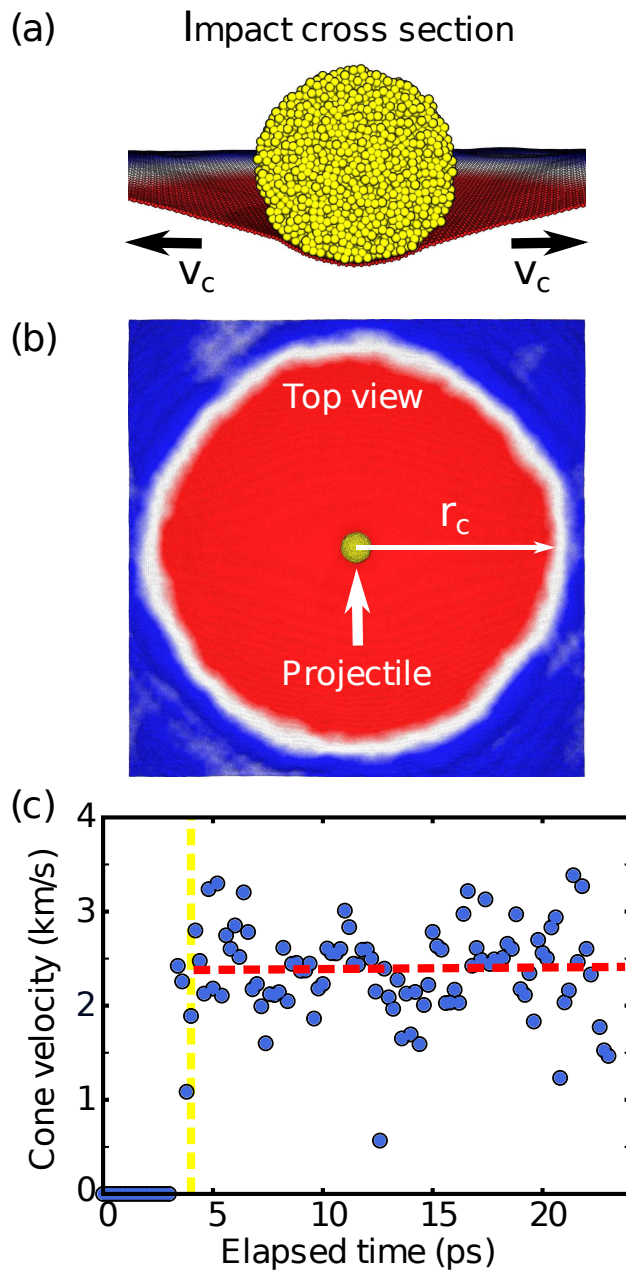 (a) Impact cross section
v_c v_c
(b)
Top view
r_c
Projectile
(c)
4
3
2
1
0
Cone velocity (km/s)
0 5 10 15 20
Elapsed time (ps)